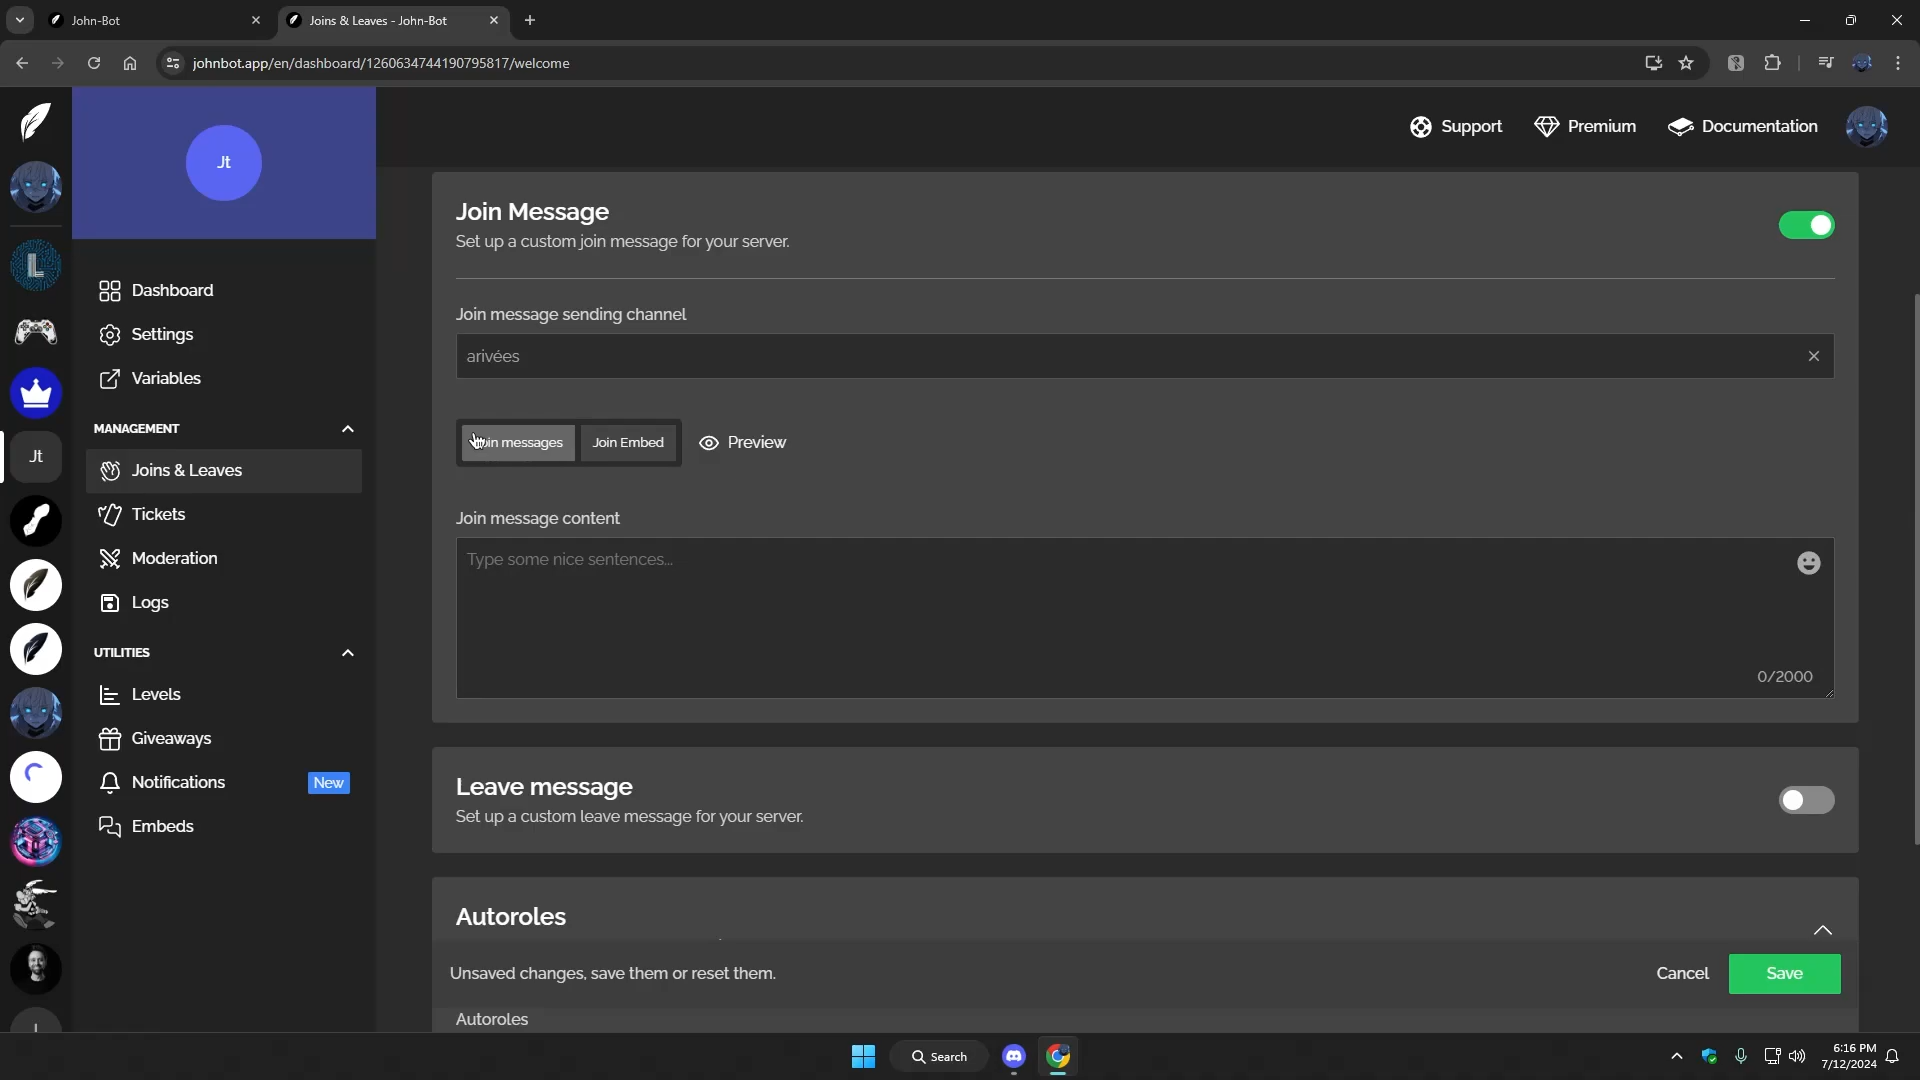 John-Bot
Joins & Leaves - John-Bot
johnbot.app/en/dashboard/1260634744190795817/welcome
Support
Premium
Documentation
Jt
L
Jt
Dashboard
Settings
Variables
MANAGEMENT
Joins & Leaves
Tickets
Moderation
Logs
UTILITIES
Levels
Giveaways
Notifications New
Embeds
Join Message
Set up a custom join message for your server.
Join message sending channel
arivées
messages
Join Embed
Preview
Join message content
Type some nice sentences...
0/2000
Leave message
Set up a custom leave message for your server.
Autoroles
Unsaved changes, save them or reset them.
Cancel
Save
Autoroles
Search
6:16 PM
7/12/2024